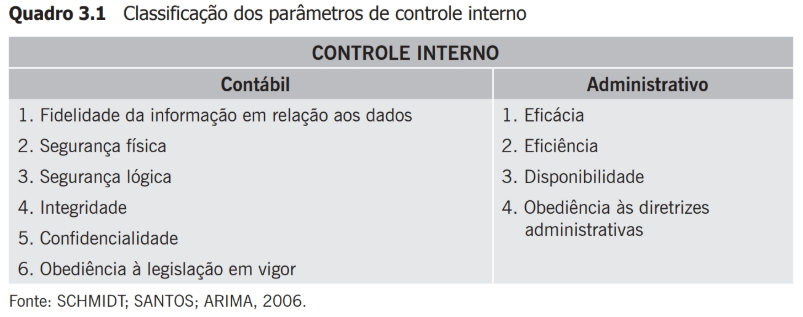 Quadro 3.1 Classificação dos parâmetros de controle interno
CONTROLE INTERNO
Contábil
1. Fidelidade da informação em relação aos dados
2. Segurança física
3. Segurança lógica
4. Integridade
5. Confidencialidade
6. Obediência à legislação em vigor
Administrativo
1. Eficácia
2. Eficiência
3. Disponibilidade
4. Obediência às diretrizes
administrativas
Fonte: SCHMIDT; SANTOS; ARIMA, 2006.